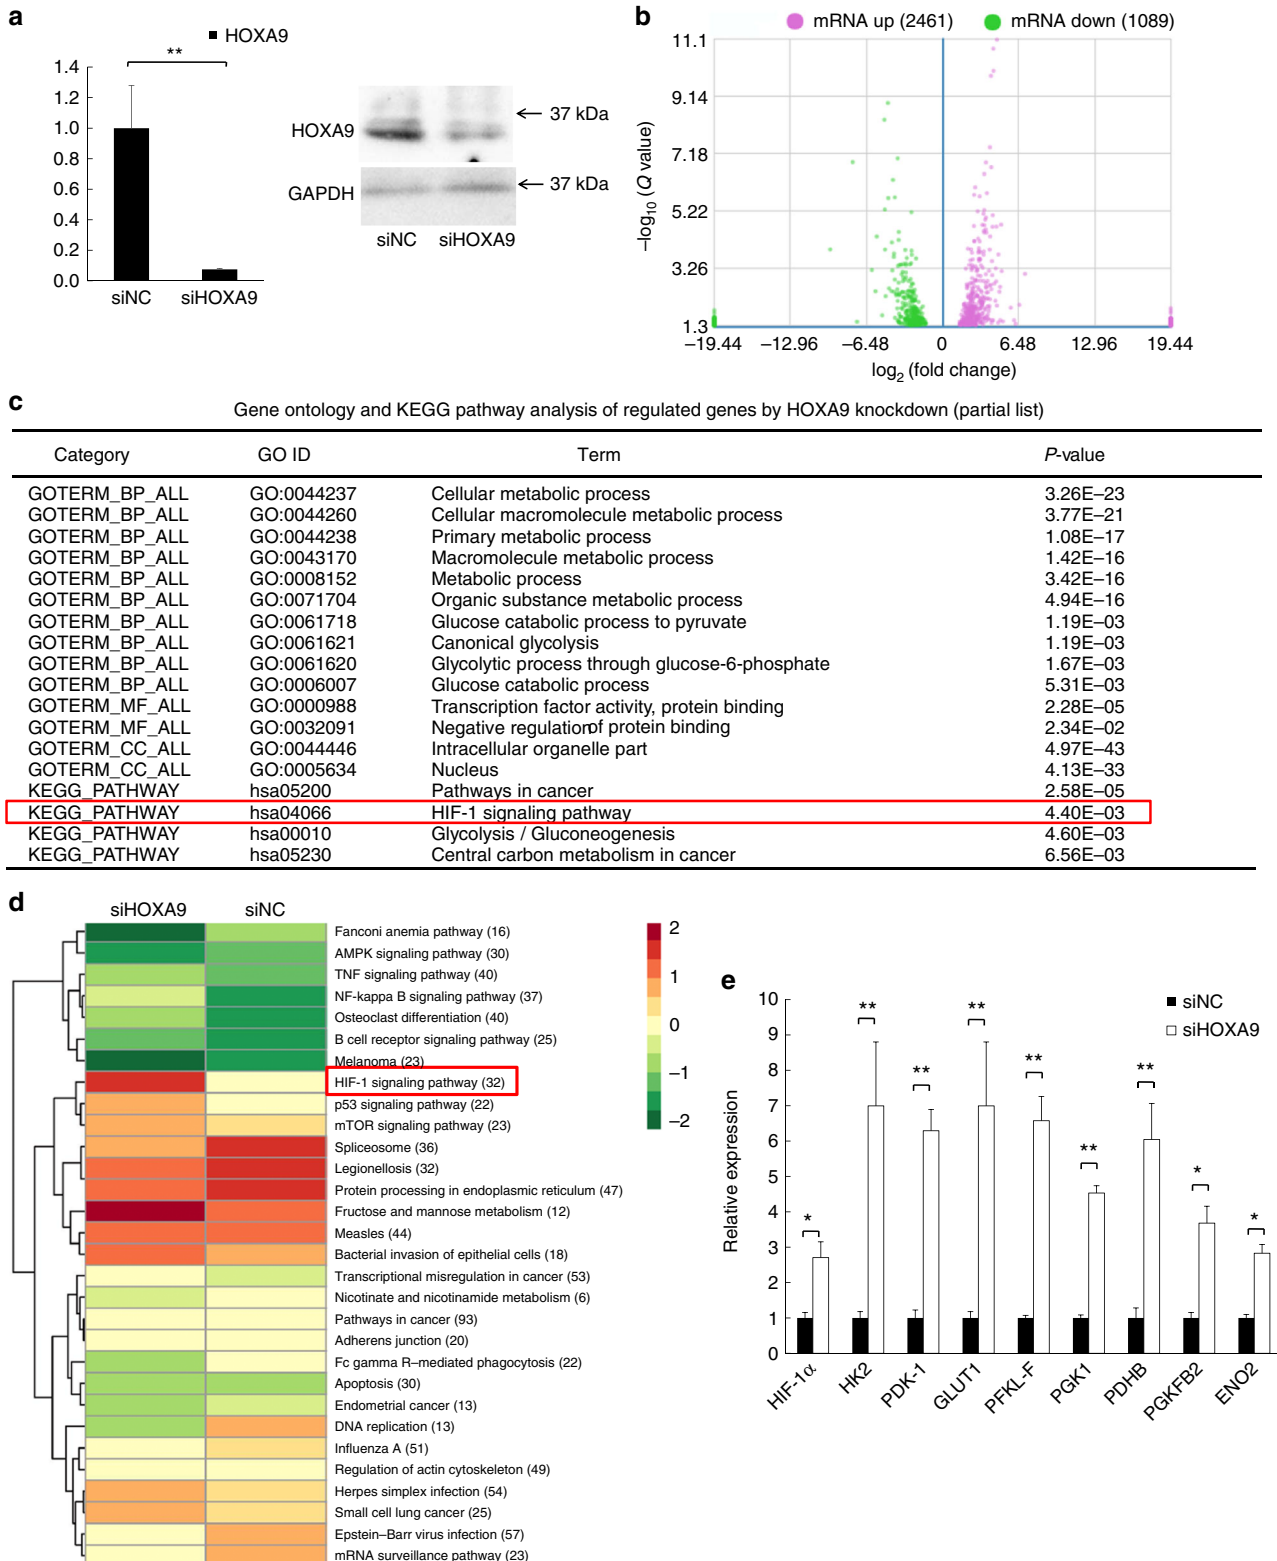 a
HOXA9
**
1.4
1.2
1.0
0.8
0.6
0.4
0.2
0.0
siNC siHOXA9
HOXA9
37 kDa
GAPDH
37 kDa
siNC siHOXA9
b
mRNA up (2461) mRNA down (1089)
11.1
9.14
7.18
5.22
3.26
1.3
–log10 (Q value)
–19.44 –12.96 –6.48 0 6.48 12.96 19.44
log2 (fold change)
c
Gene ontology and KEGG pathway analysis of regulated genes by HOXA9 knockdown (partial list)
Category GO ID Term P-value
GOTERM_BP_ALL GO:0044237 Cellular metabolic process 3.26E–23
GOTERM_BP_ALL GO:0044260 Cellular macromolecule metabolic process 3.77E–21
GOTERM_BP_ALL GO:0044238 Primary metabolic process 1.08E–17
GOTERM_BP_ALL GO:0043170 Macromolecule metabolic process 1.42E–16
GOTERM_BP_ALL GO:0008152 Metabolic process 3.42E–16
GOTERM_BP_ALL GO:0071704 Organic substance metabolic process 4.94E–16
GOTERM_BP_ALL GO:0061718 Glucose catabolic process to pyruvate 1.19E–03
GOTERM_BP_ALL GO:0061621 Canonical glycolysis 1.19E–03
GOTERM_BP_ALL GO:0061620 Glycolytic process through glucose-6-phosphate 1.67E–03
GOTERM_BP_ALL GO:0006007 Glucose catabolic process 5.31E–03
GOTERM_MF_ALL GO:0000988 Transcription factor activity, protein binding 2.28E–05
GOTERM_MF_ALL GO:0032091 Negative regulation of protein binding 2.34E–02
GOTERM_CC_ALL GO:0044446 Intracellular organelle part 4.97E–43
GOTERM_CC_ALL GO:0005634 Nucleus 4.13E–33
KEGG_PATHWAY hsa05200 Pathways in cancer 2.58E–05
KEGG_PATHWAY hsa04066 HIF-1 signaling pathway 4.40E–03
KEGG_PATHWAY hsa00010 Glycolysis / Gluconeogenesis 4.60E–03
KEGG_PATHWAY hsa05230 Central carbon metabolism in cancer 6.56E–03
d
siHOXA9 siNC
Fanconi anemia pathway (16)
AMPK signaling pathway (30)
TNF signaling pathway (40)
NF-kappa B signaling pathway (37)
Osteoclast differentiation (40)
B cell receptor signaling pathway (25)
Melanoma (23)
HIF-1 signaling pathway (32)
p53 signaling pathway (22)
mTOR signaling pathway (23)
Spliceosome (36)
Legionellosis (32)
Protein processing in endoplasmic reticulum (47)
Fructose and mannose metabolism (12)
Measles (44)
Bacterial invasion of epithelial cells (18)
Transcriptional misregulation in cancer (53)
Nicotinate and nicotinamide metabolism (6)
Pathways in cancer (93)
Adherens junction (20)
Fc gamma R–mediated phagocytosis (22)
Apoptosis (30)
Endometrial cancer (13)
DNA replication (13)
Influenza A (51)
Regulation of actin cytoskeleton (49)
Herpes simplex infection (54)
Small cell lung cancer (25)
Epstein–Barr virus infection (57)
mRNA surveillance pathway (23)
2
1
0
–1
–2
e
siNC
siHOXA9
10
9
8
7
6
5
4
3
2
1
0
Relative expression
* ** ** ** ** ** ** * *
HIF-1α HK2 PDK-1 GLUT1 PFKL-F PGK1 PDHB PGKFB2 ENO2